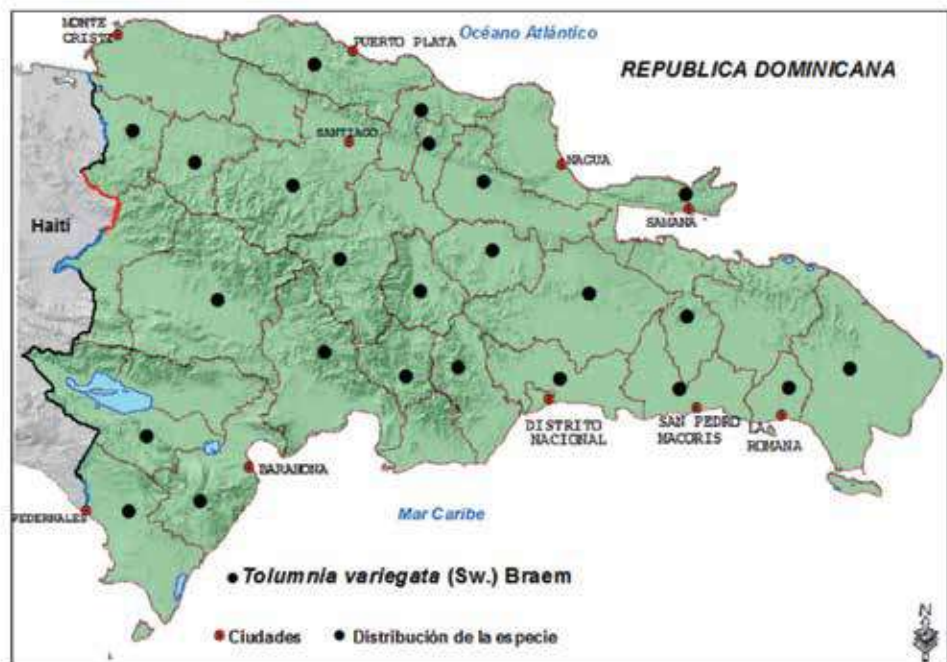 MONTE
CRISTI
PUERTO PLATA
Océano Atlántico
REPUBLICA DOMINICANA
SANTIAGO
NAGUA
SAMANA
Haití
DISTRITO
NACIONAL
SAN PEDRO
MACORIS
LA
ROMANA
BARAHONA
PEDERNALES
Mar Caribe
Tolumnia variegata (Sw.) Braem
Ciudades
Distribución de la especie
N